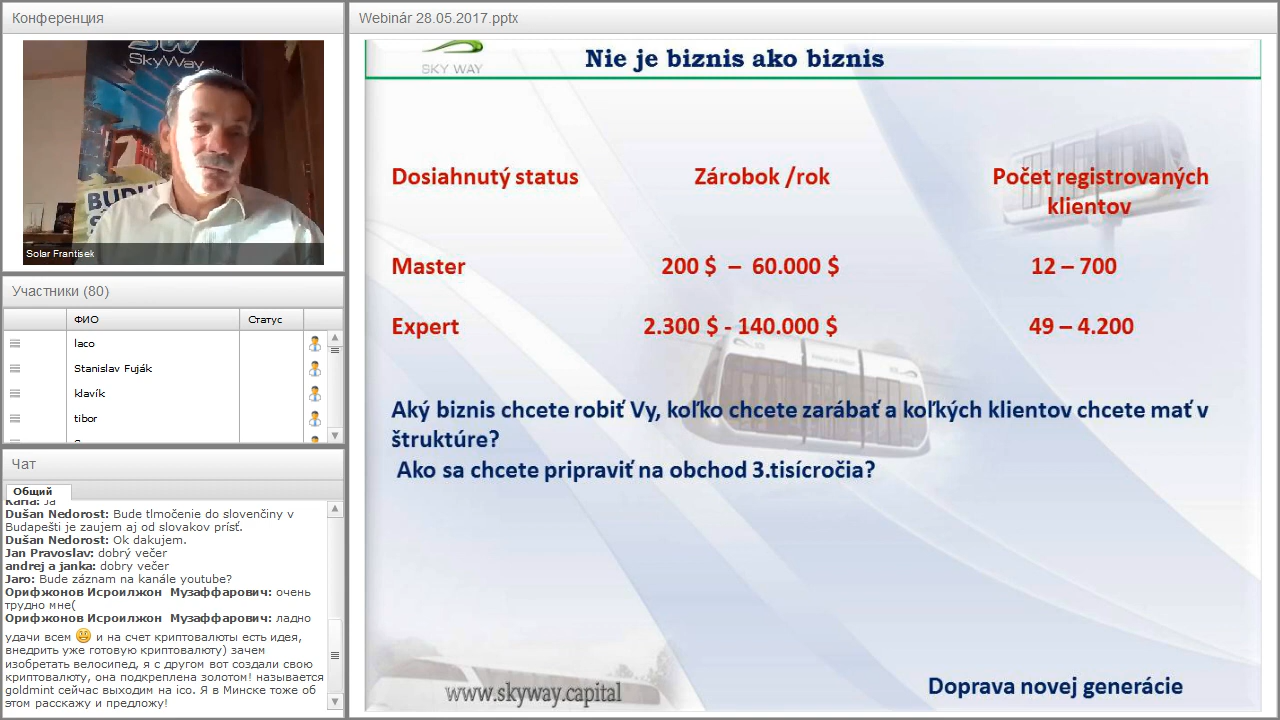 Конференция
SkyWay
BUDU
Solar Frantisek
Участники (80)
ФИО
Статус
laco
Stanislav Fuják
klavík
tibor
Чат
Общий
Dušan Nedorost: Bude tlmočenie do slovenčiny v
Budapešti je zaujem aj od slovakov prísť.
Dušan Nedorost: Ok dakujem.
Jan Pravoslav: dobrý večer
andrej a janka: dobry večer
Jaro: Bude záznam na kanále youtube?
Орифжонов Исроилжон Музаффарович: очень
трудно мне(
Орифжонов Исроилжон Музаффарович: ладно
удачи всем и на счет криптовалюты есть идея,
внедрить уже готовую криптовалюту) зачем
изобретать велосипед, я с другом вот создали свою
криптовалюту, она подкреплена золотом! называется
goldmint сейчас выходим на ico. Я в Минске тоже об
этом расскажу и предложу!
Webinár 28.05.2017.pptx
SKY WAY
Nie je biznis ako biznis
Dosiahnutý status Zárobok /rok Počet registrovaných
klientov
Master 200 $ – 60.000 $ 12 – 700
Expert 2.300 $ - 140.000 $ 49 – 4.200
Aký biznis chcete robiť Vy, koľko chcete zarábať a koľkých klientov chcete mať v
štruktúre?
Ako sa chcete pripraviť na obchod 3.tisícročia?
www.skyway.capital
Doprava novej generácie